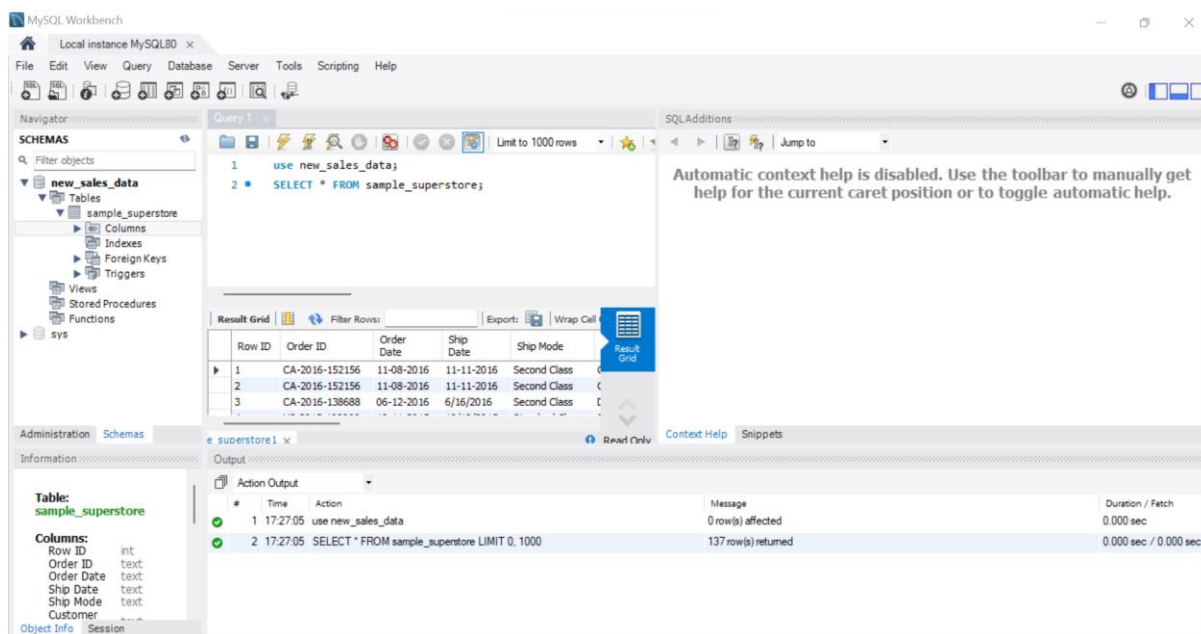 MySQL Workbench
Local instance MySQL80
File Edit View Query Database Server Tools Scripting Help
Navigator
SCHEMAS
Filter objects
new_sales_data
Tables
sample_superstore
Columns
Indexes
Foreign Keys
Triggers
Views
Stored Procedures
Functions
sys
Administration Schemas
Query 1
Limit to 1000 rows
1 use new_sales_data;
2 SELECT * FROM sample_superstore;
Result Grid Filter Rows: Export: Wrap Cell
Row ID Order ID Order Date Ship Date Ship Mode
1 CA-2016-152156 11-08-2016 11-11-2016 Second Class
2 CA-2016-152156 11-08-2016 11-11-2016 Second Class
3 CA-2016-138688 06-12-2016 6/16/2016 Second Class
Result Grid
e_superstore1 Read Only
SQLAdditions
Jump to
Automatic context help is disabled. Use the toolbar to manually get
help for the current caret position or to toggle automatic help.
Context Help Snippets
Information
Table:
sample_superstore
Columns:
Row ID int
Order ID text
Order Date text
Ship Date text
Ship Mode text
Customer
Object Info Session
Output
Action Output
# Time Action Message Duration / Fetch
1 17:27:05 use new_sales_data 0 row(s) affected 0.000 sec
2 17:27:05 SELECT * FROM sample_superstore LIMIT 0, 1000 137 row(s) returned 0.000 sec / 0.000 sec